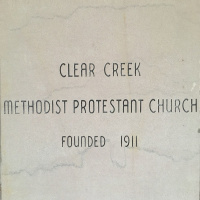 CLEAR CREEK
METHODIST PROTESTANT CHURCH
FOUNDED 1911